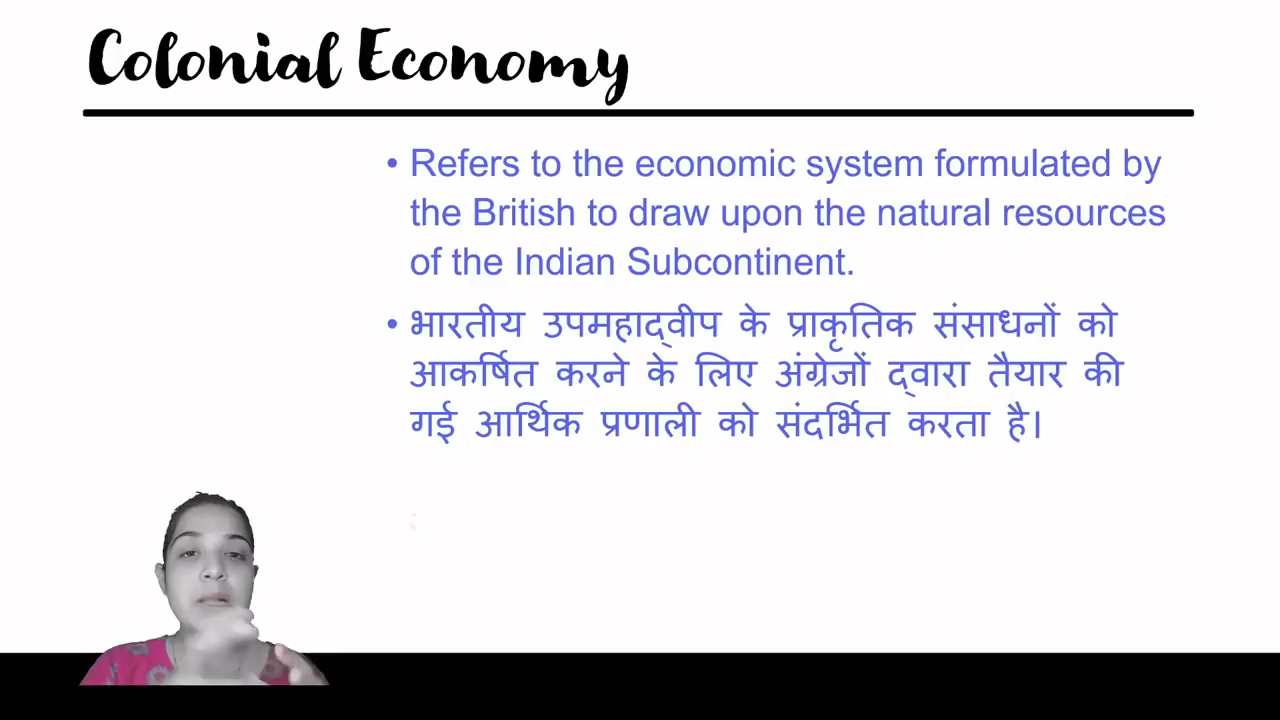 Colonial Economy
• Refers to the economic system formulated by
the British to draw upon the natural resources
of the Indian Subcontinent.
• भारतीय उपमहाद्वीप के प्राकृतिक संसाधनों को
आकर्षित करने के लिए अंग्रेजों द्वारा तैयार की
गई आर्थिक प्रणाली को संदर्भित करता है।